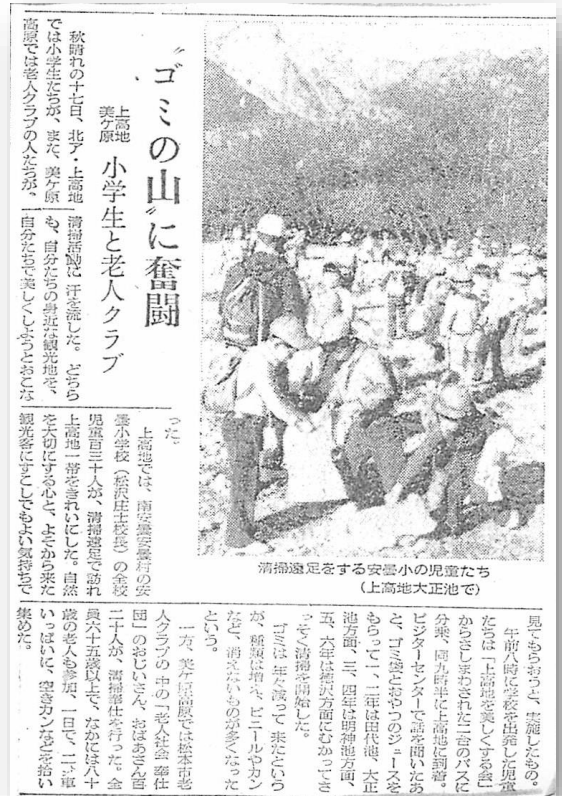 〝ゴミの山〟に奮闘
上高地
美ケ原
小学生と老人クラブ
秋晴れの十七日、北ア・上高地
では小学生たちが、また、美ケ原
高原では老人クラブの人たちが、
清掃活動に汗を流した。どちら
も、自分たちの身近な観光地を、
自分たちで美しくしようとおこな
った。
上高地では、南安曇安曇村の安
曇小学校（松沢庄士校長）の全校
児童百三十人が、清掃遠足で訪れ
上高地一帯をきれいにした。自然
を大切にする心と、よそから来た
観光客にすこしでもよい気持ちで
清掃遠足をする安曇小の児童たち
（上高地大正池で）
見てもらおうと、実施したもの。
午前八時に学校を出発した児童
たちは「上高地を美しくする会」
からさしまわされた二台のバスに
分乗、同九時半に上高地に到着。
ビジターセンターで話を聞いたあ
と、ゴミ袋とおやつのジュースを
もらって一、二年は田代池、大正
池方面、三、四年は明神池方面、
五、六年は徳沢方面にむかってさ
っそく清掃を開始した。
ゴミは年々減って来たという
が、種類は増え、ビニールやカン
など、消えないものが多くなった
という。
一方、美ケ原高原では松本市老
人クラブの中の「老人社会奉仕
団」のおじいさん、おばあさん百
二十人が、清掃奉仕を行った。全
員六十五歳以上で、なかには八十
歳の老人も参加、一日で、二㌧車
いっぱいに、空きカンなどを拾い
集めた。